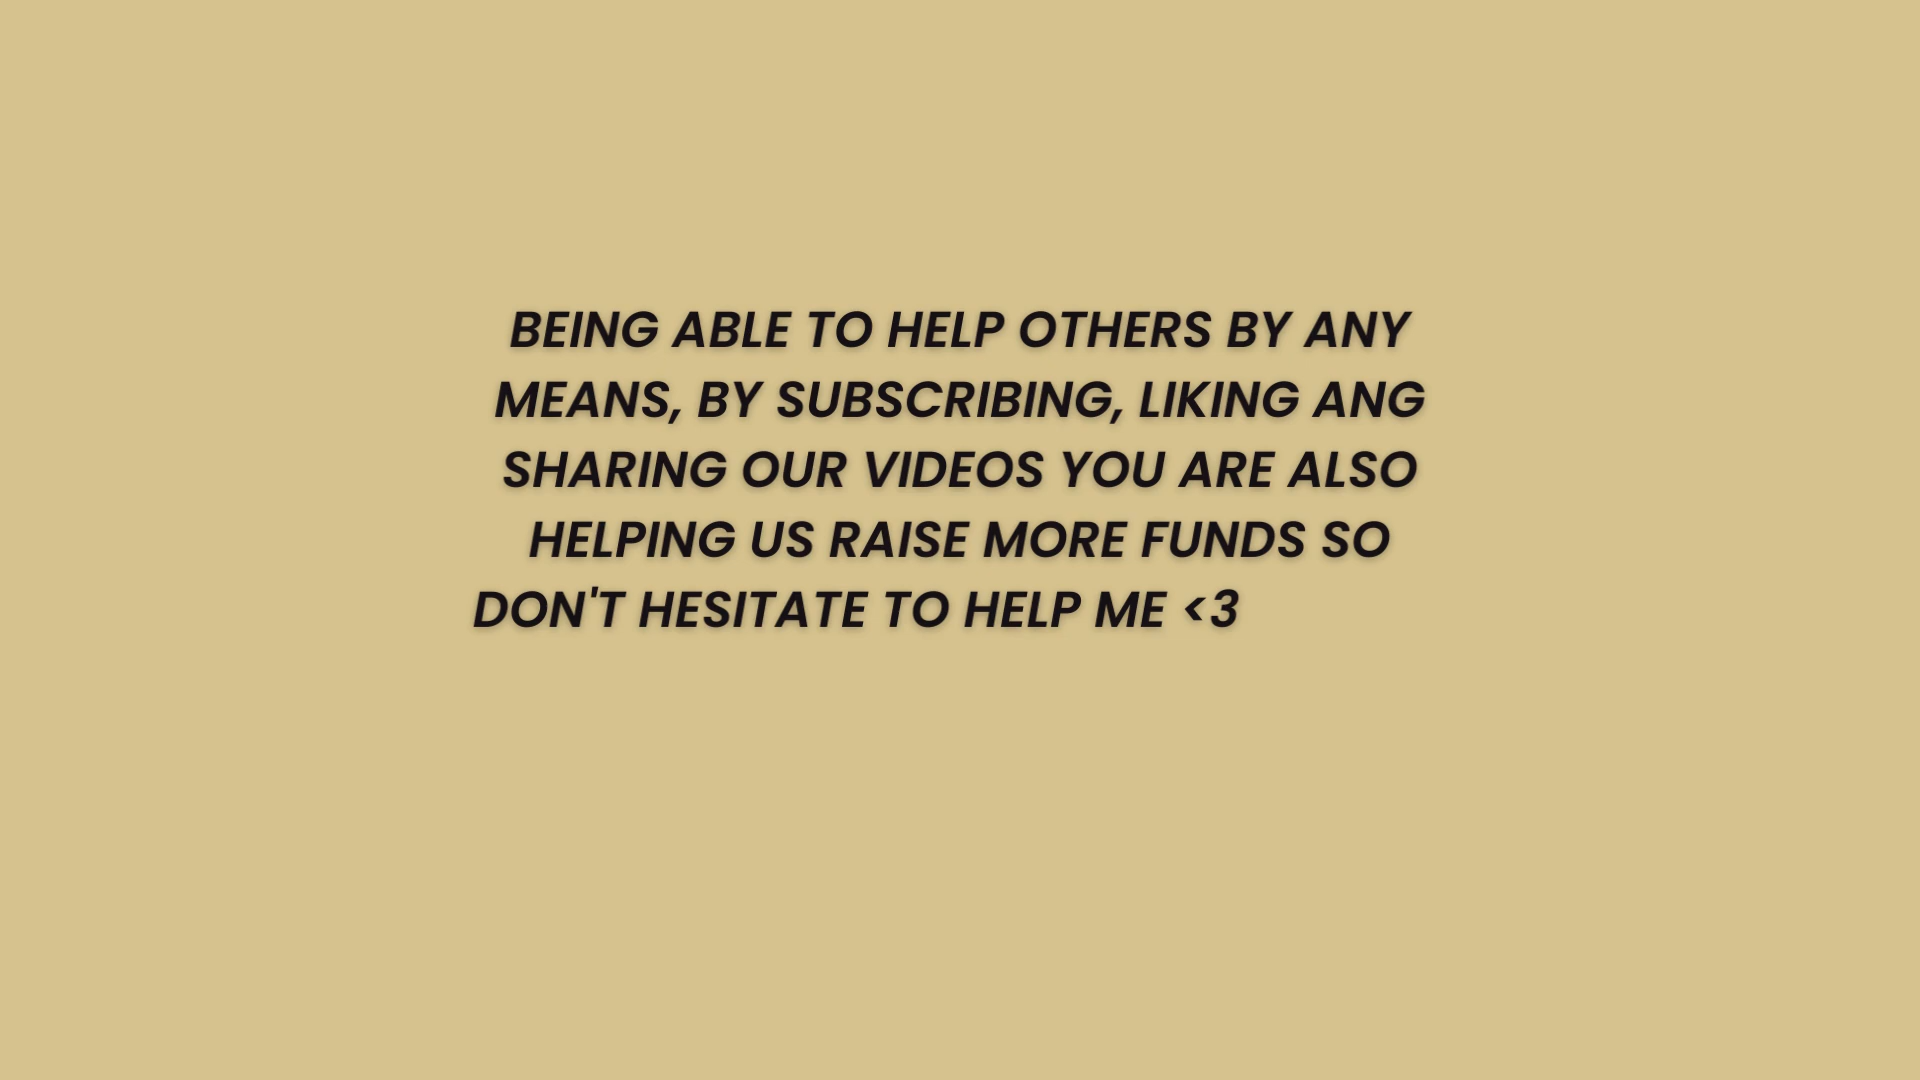 BEING ABLE TO HELP OTHERS BY ANY
MEANS, BY SUBSCRIBING, LIKING ANG
SHARING OUR VIDEOS YOU ARE ALSO
HELPING US RAISE MORE FUNDS SO
DON'T HESITATE TO HELP ME <3